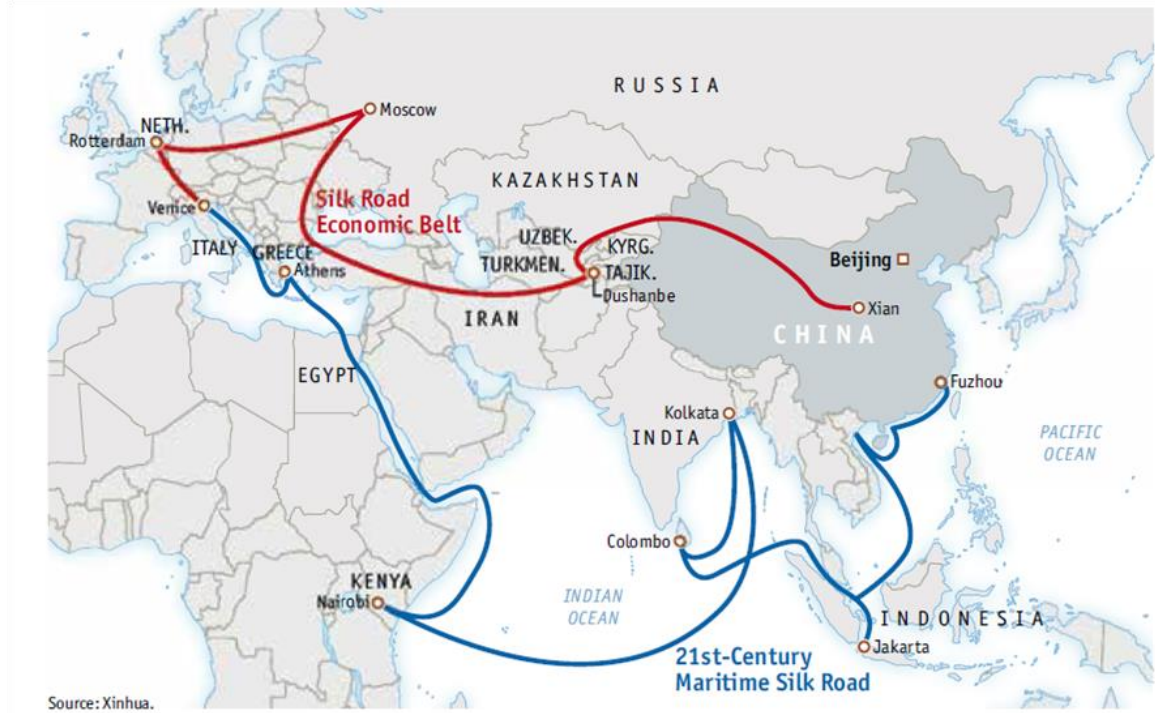 RUSSIA
Moscow
NETH.
Rotterdam
KAZAKHSTAN
Silk Road
Economic Belt
Venice
UZBEK.
KYRG.
ITALY
GREECE
Athens
TURKMEN.
TAJIK.
Dushanbe
Beijing
Xian
IRAN
CHINA
EGYPT
Fuzhou
Kolkata
INDIA
PACIFIC
OCEAN
Colombo
KENYA
Nairobi
INDIAN
OCEAN
INDONESIA
Jakarta
21st-Century
Maritime Silk Road
Source: Xinhua.